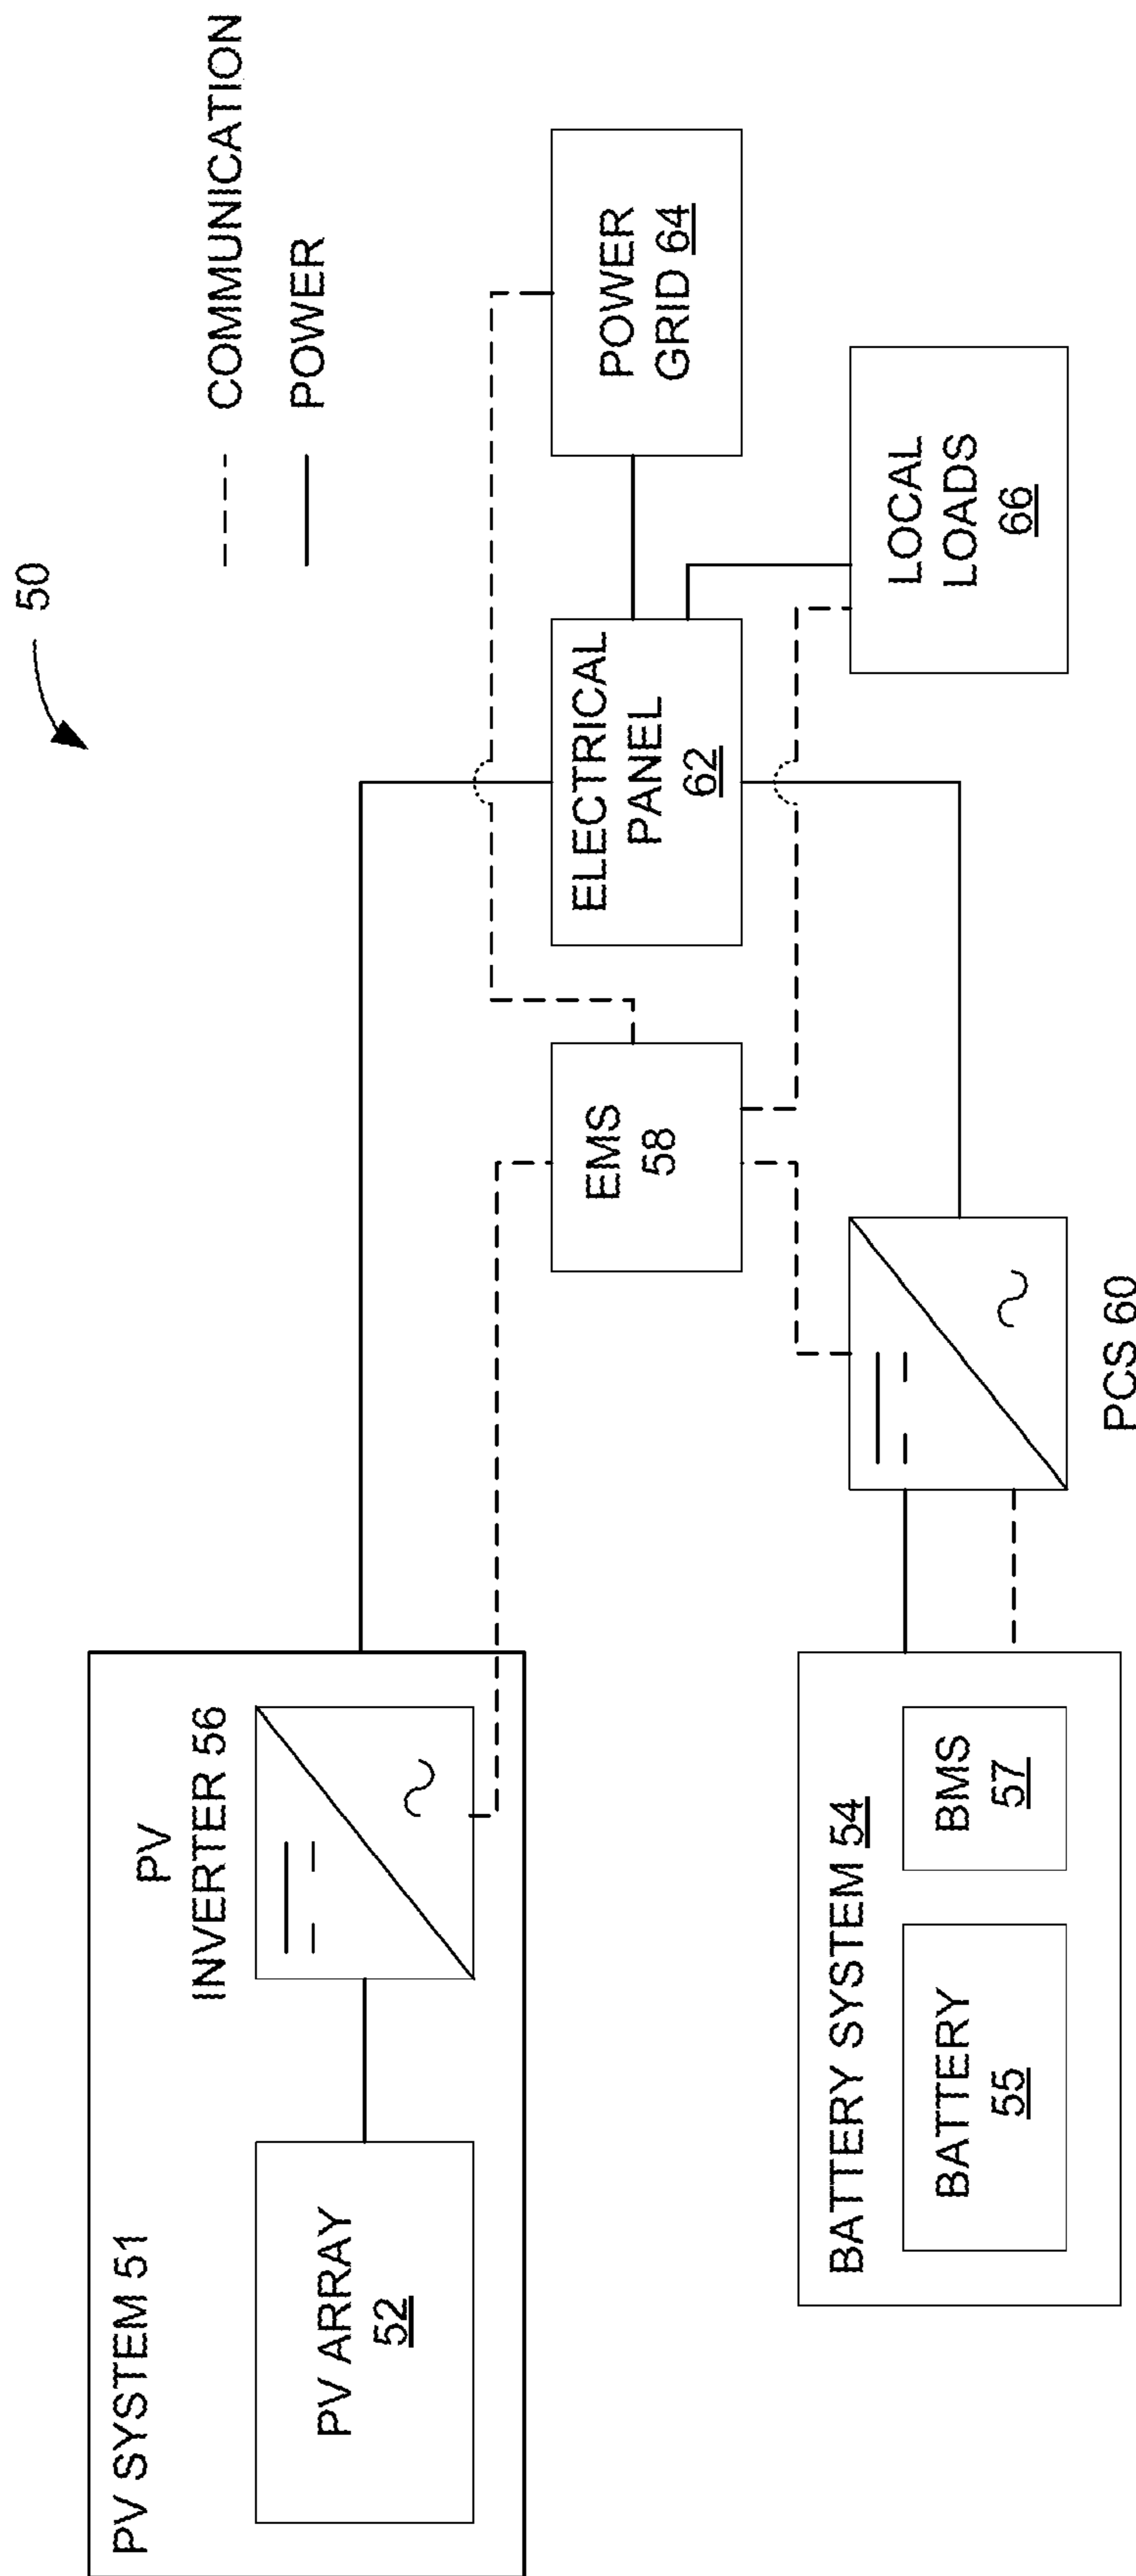 50
COMMUNICATION
POWER
PV SYSTEM 51
PV
INVERTER 56
PV ARRAY
52
EMS
58
ELECTRICAL
PANEL
62
POWER
GRID 64
LOCAL
LOADS
66
BATTERY SYSTEM 54
BATTERY
55
BMS
57
PCS 60